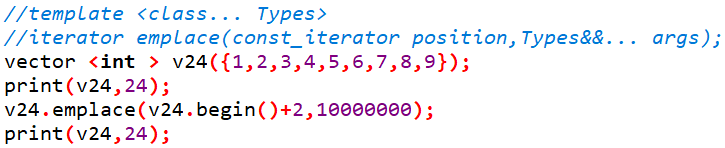 //template <class... Types>
//iterator emplace(const_iterator position,Types&&... args);
vector <int > v24({1,2,3,4,5,6,7,8,9});
print(v24,24);
v24.emplace(v24.begin()+2,10000000);
print(v24,24);